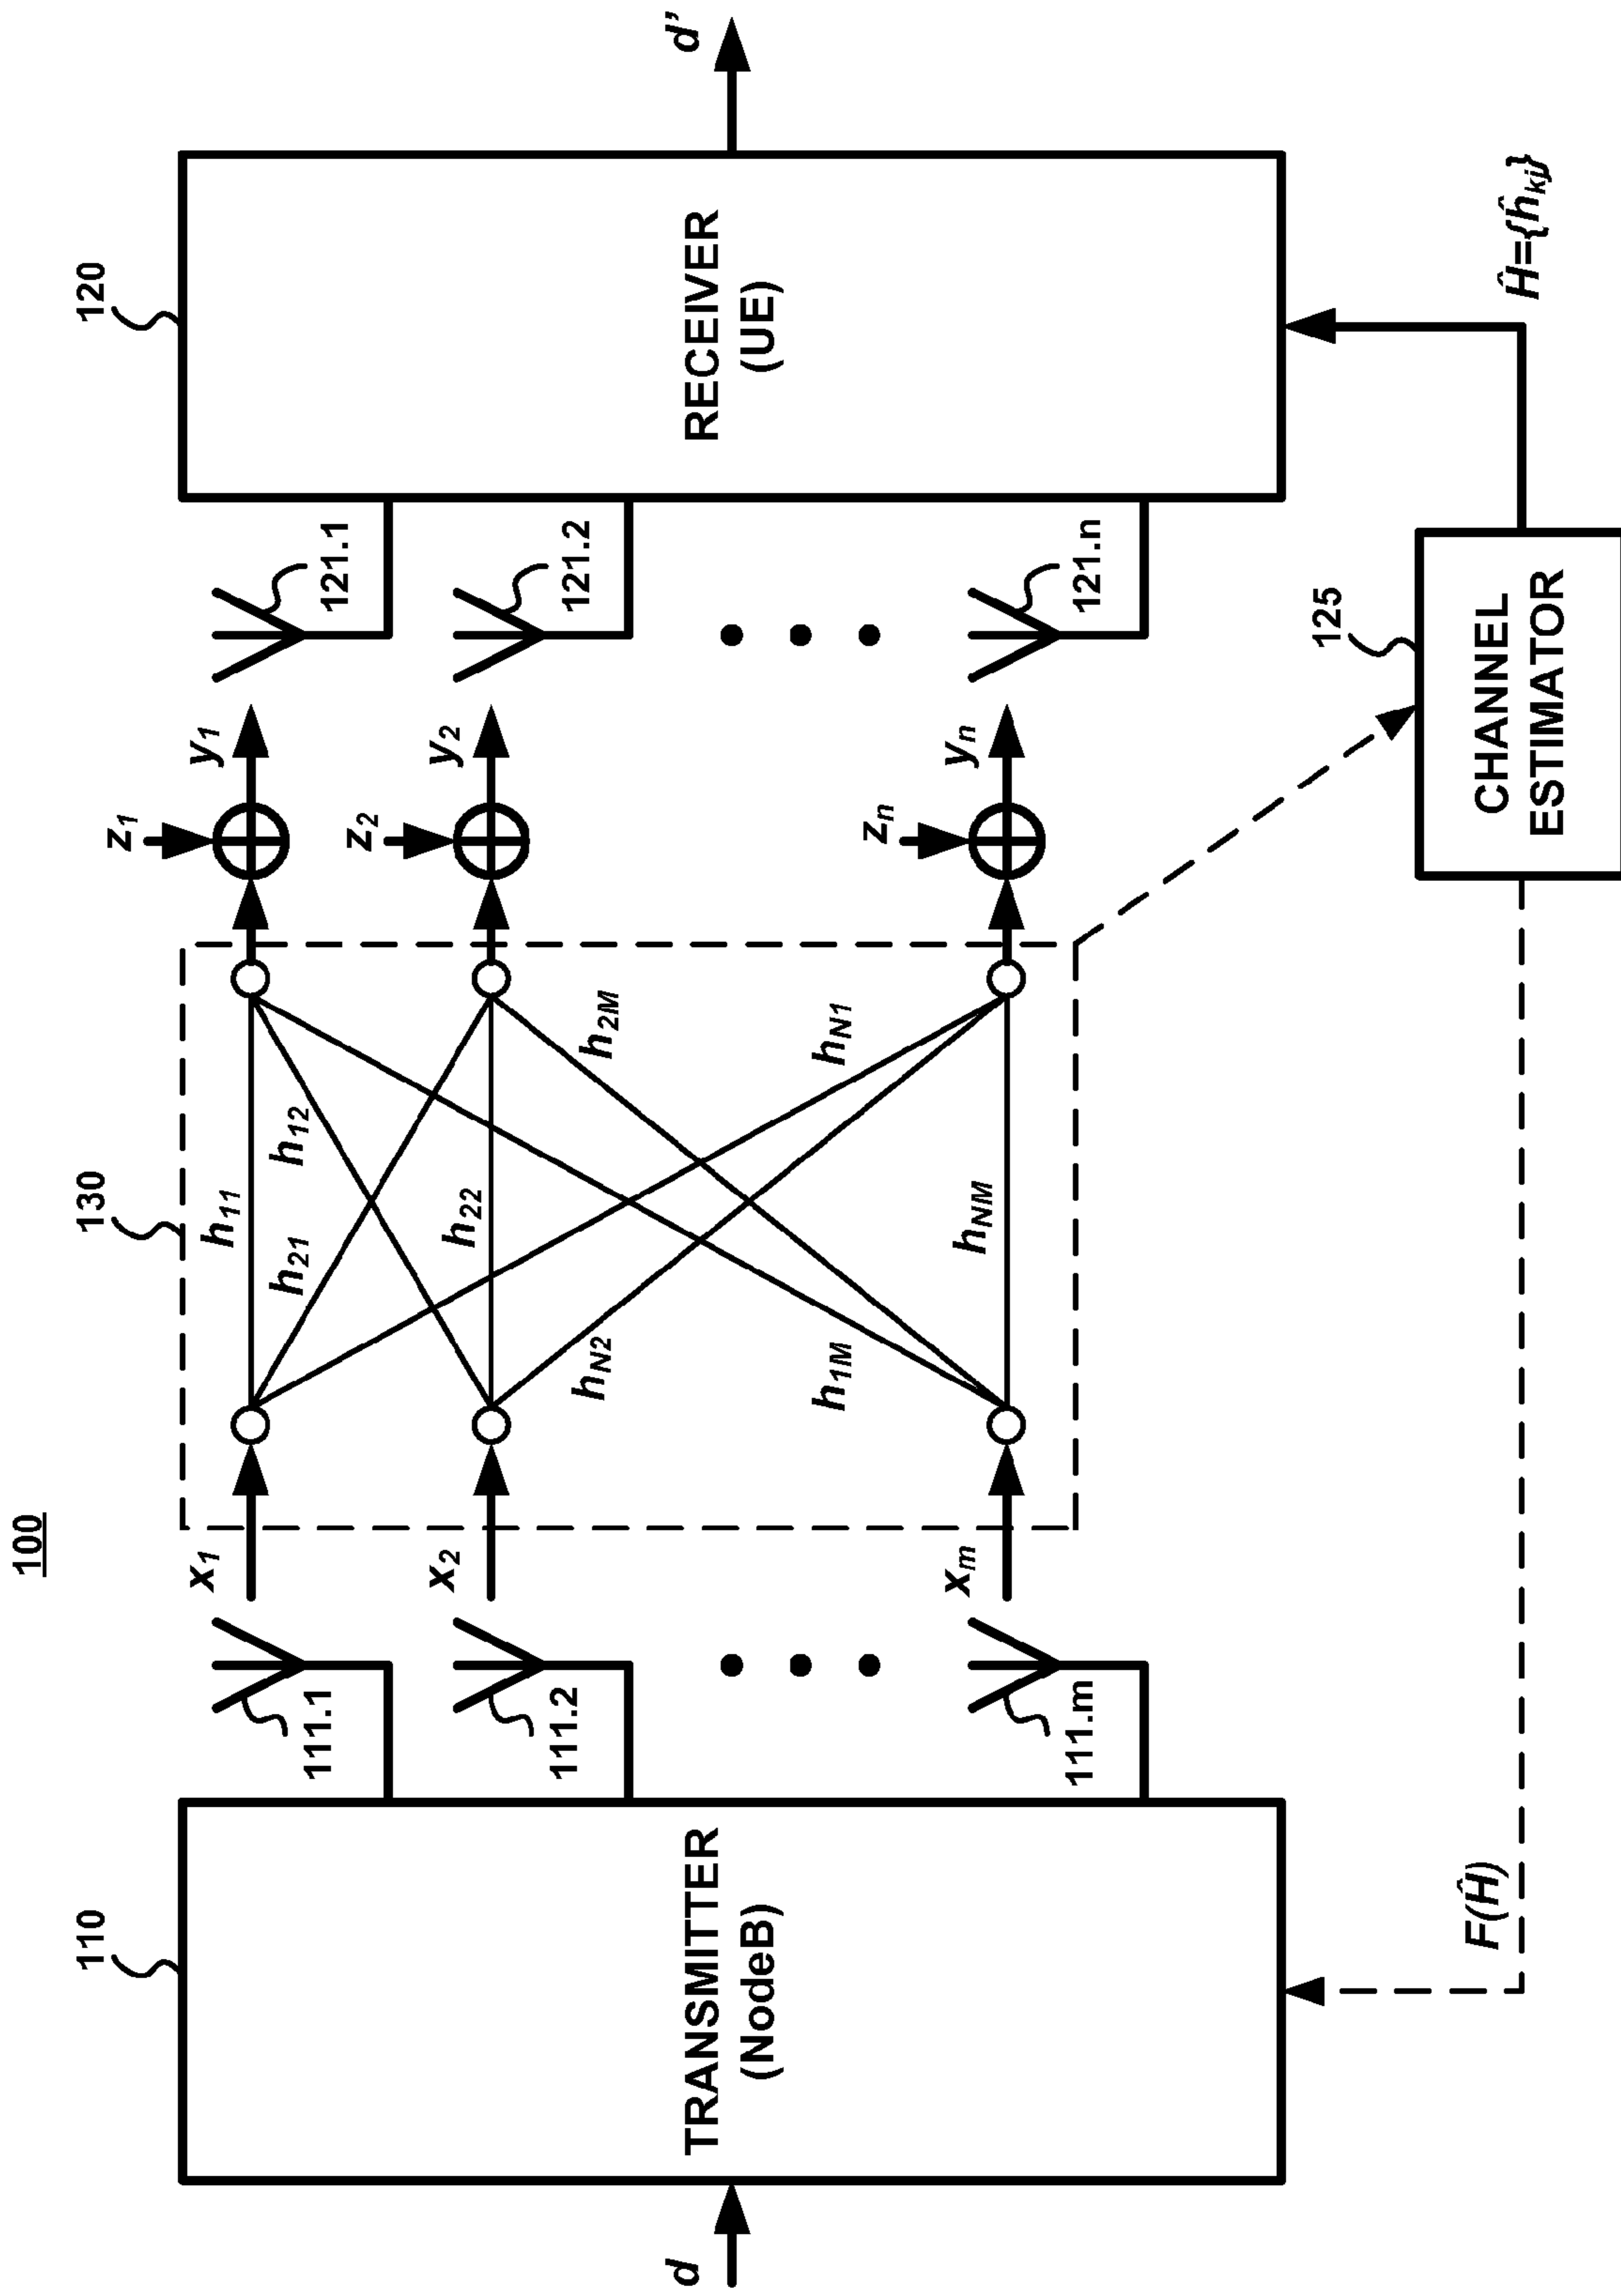 100
110
120
130
TRANSMITTER
(NodeB)
RECEIVER
(UE)
d
d'
111.1
111.2
111.m
x1
x2
xm
h11
h12
h21
h22
h2M
hN1
hN2
h1M
hNM
z1
z2
zn
y1
y2
yn
121.1
121.2
121.n
125
CHANNEL
ESTIMATOR
F(Ĥ)
Ĥ={ĥkj}